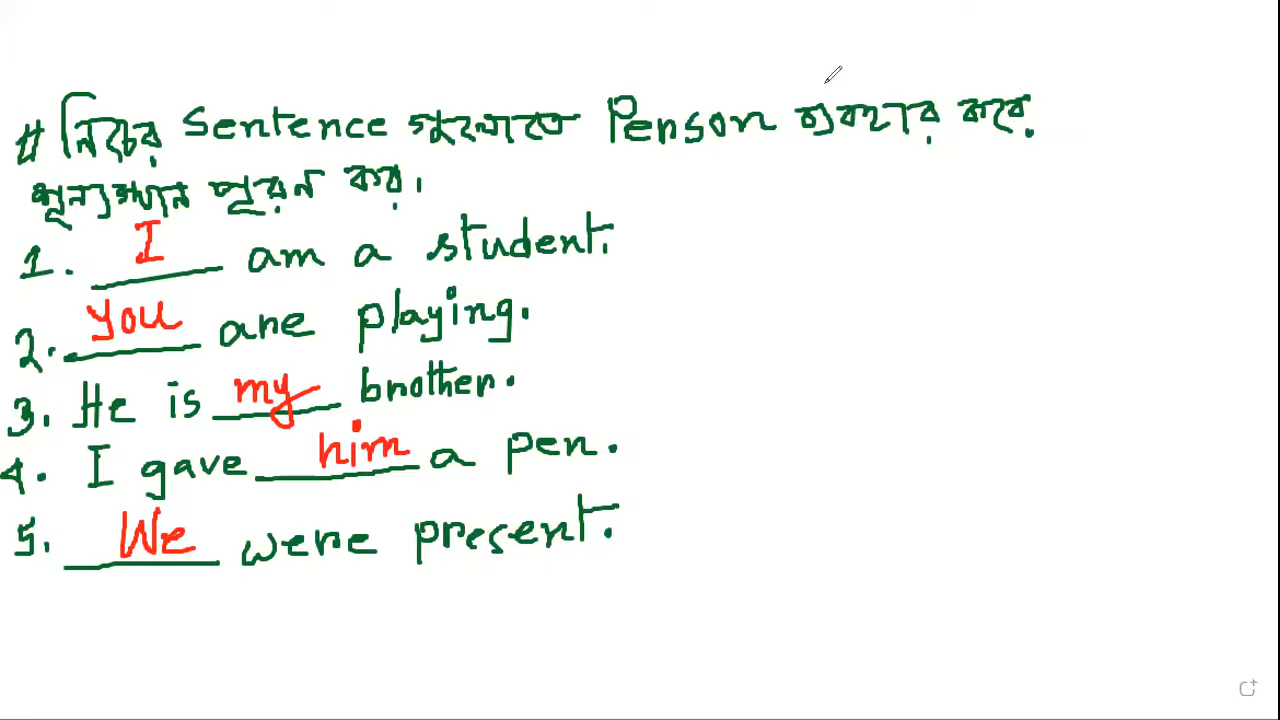 # নিচের Sentence গুলোতে Person ব্যবহার করে
শূন্যস্থান পূরন কর।
1. I am a student.
2. you are playing.
3. He is my brother.
4. I gave him a pen.
5. We were present.